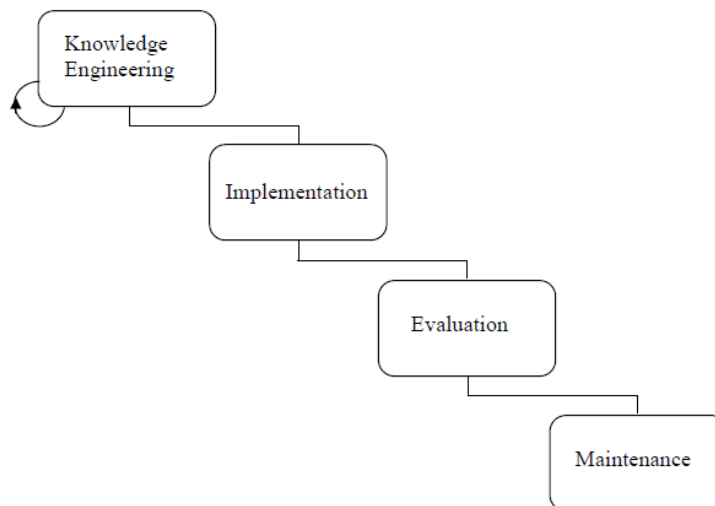 Knowledge
Engineering
Implementation
Evaluation
Maintenance